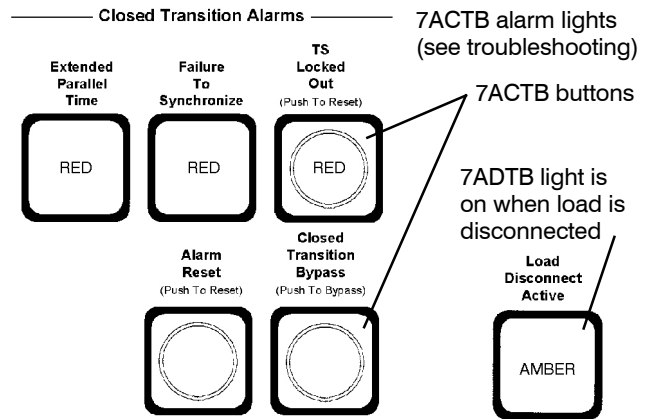 Closed Transition Alarms
7ACTB alarm lights
(see troubleshooting)
Extended
Parallel
Time
Failure
To
Synchronize
TS
Locked
Out
(Push To Reset)
7ACTB buttons
RED
RED
RED
7ADTB light is
on when load is
disconnected
Alarm
Reset
(Push To Reset)
Closed
Transition
Bypass
(Push To Bypass)
Load
Disconnect
Active
AMBER